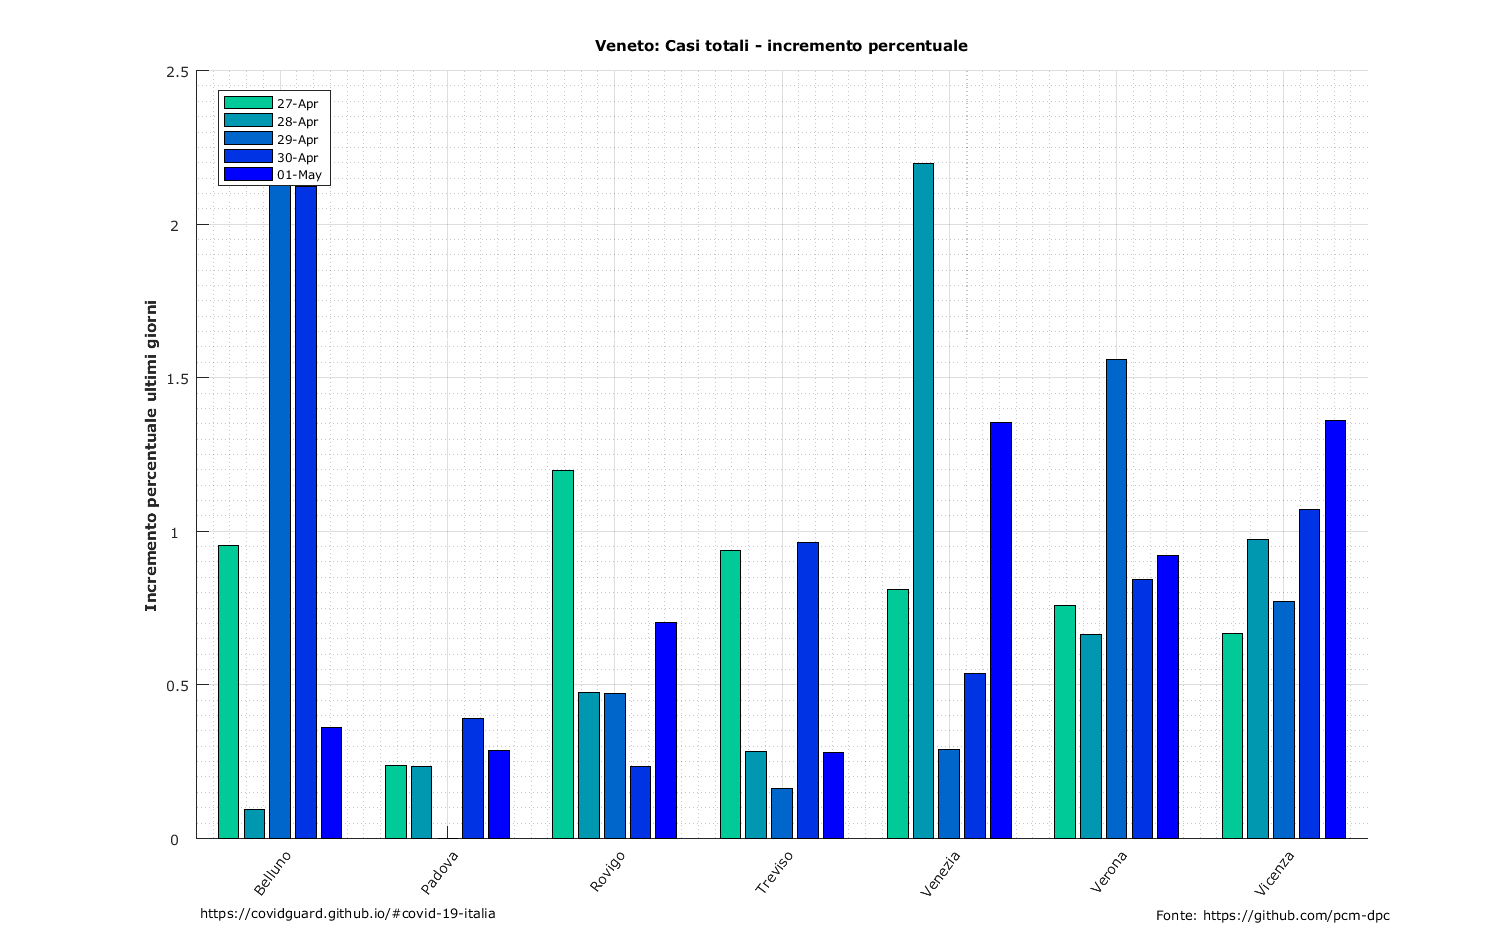 Veneto: Casi totali - incremento percentuale
Incremento percentuale ultimi giorni
2.5
2
1.5
1
0.5
0
27-Apr
28-Apr
29-Apr
30-Apr
01-May
Belluno
Padova
Rovigo
Treviso
Venezia
Verona
Vicenza
https://covidguard.github.io/#covid-19-italia
Fonte: https://github.com/pcm-dpc